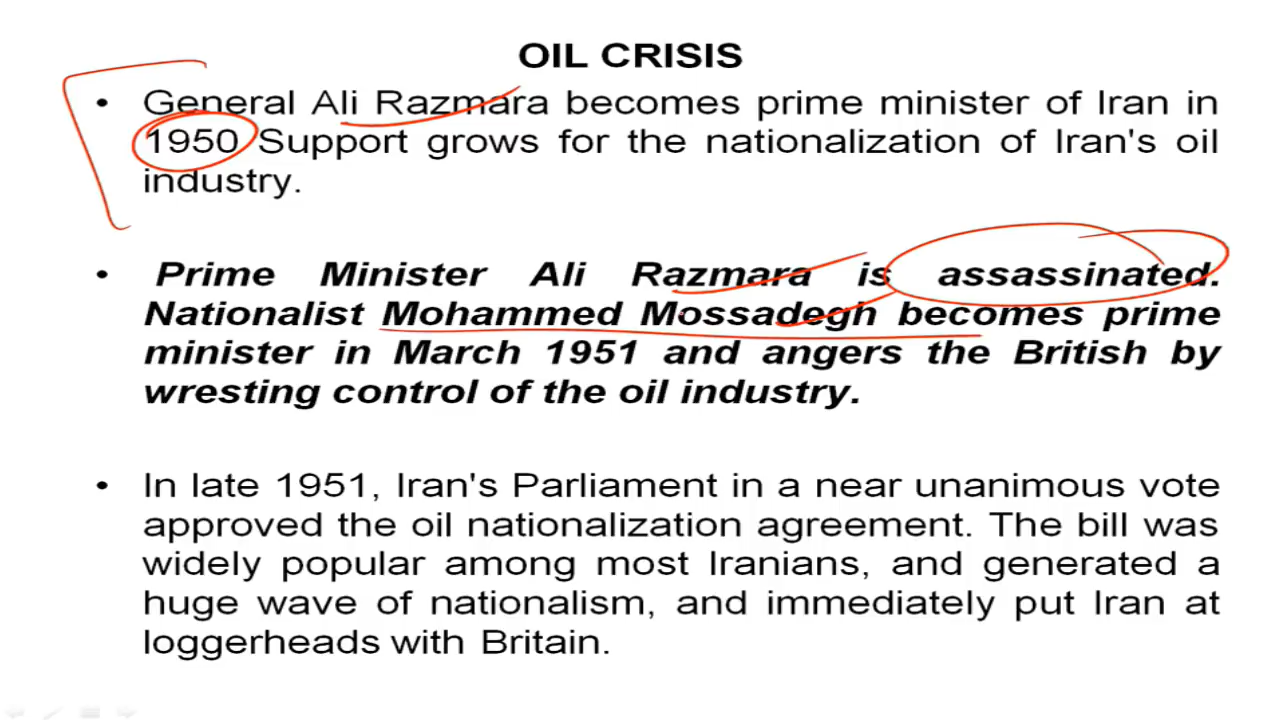 OIL CRISIS
• General Ali Razmara becomes prime minister of Iran in
1950 Support grows for the nationalization of Iran's oil
industry.
• Prime Minister Ali Razmara is assassinated.
Nationalist Mohammed Mossadegh becomes prime
minister in March 1951 and angers the British by
wresting control of the oil industry.
• In late 1951, Iran's Parliament in a near unanimous vote
approved the oil nationalization agreement. The bill was
widely popular among most Iranians, and generated a
huge wave of nationalism, and immediately put Iran at
loggerheads with Britain.